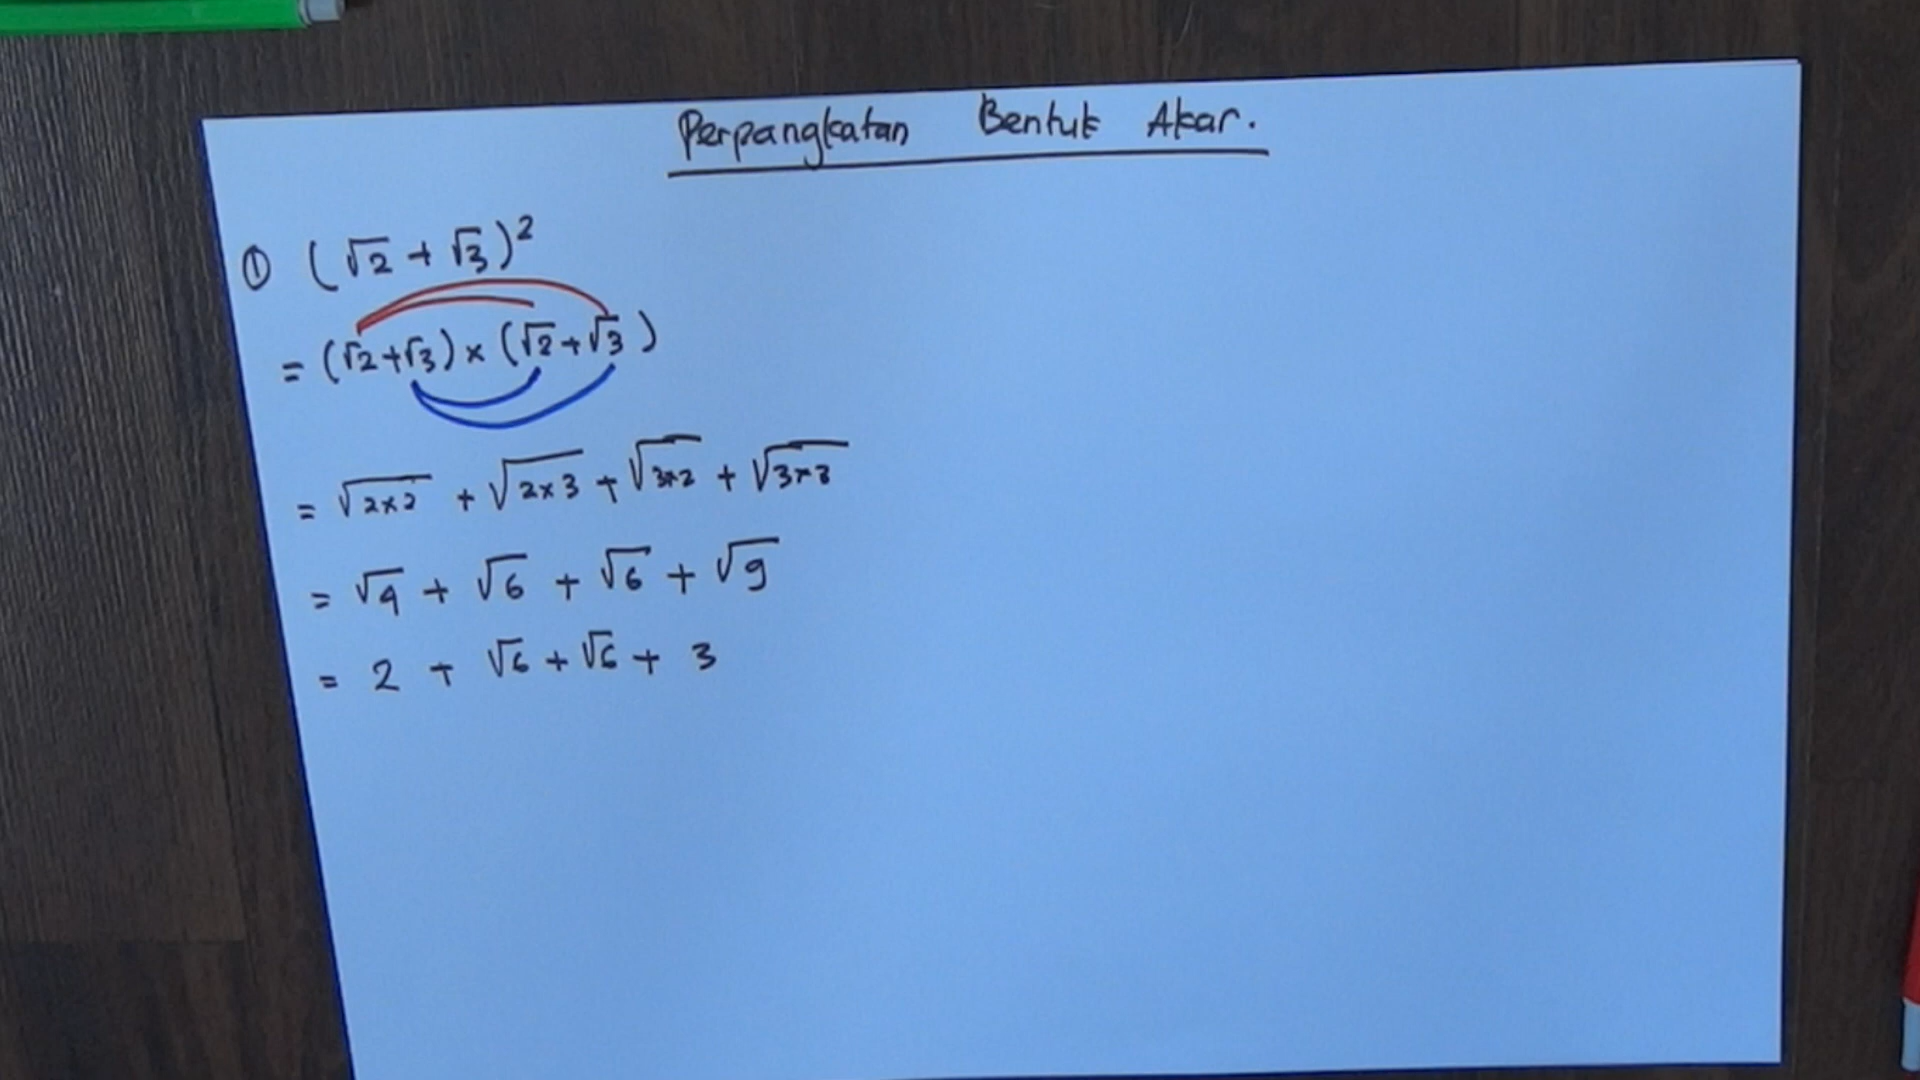 Perpangkatan Bentuk Akar.
① (√2 + √3)²
= (√2+√3) × (√2+√3)
= √2×2 + √2×3 + √3×2 + √3×3
= √4 + √6 + √6 + √9
= 2 + √6 + √6 + 3